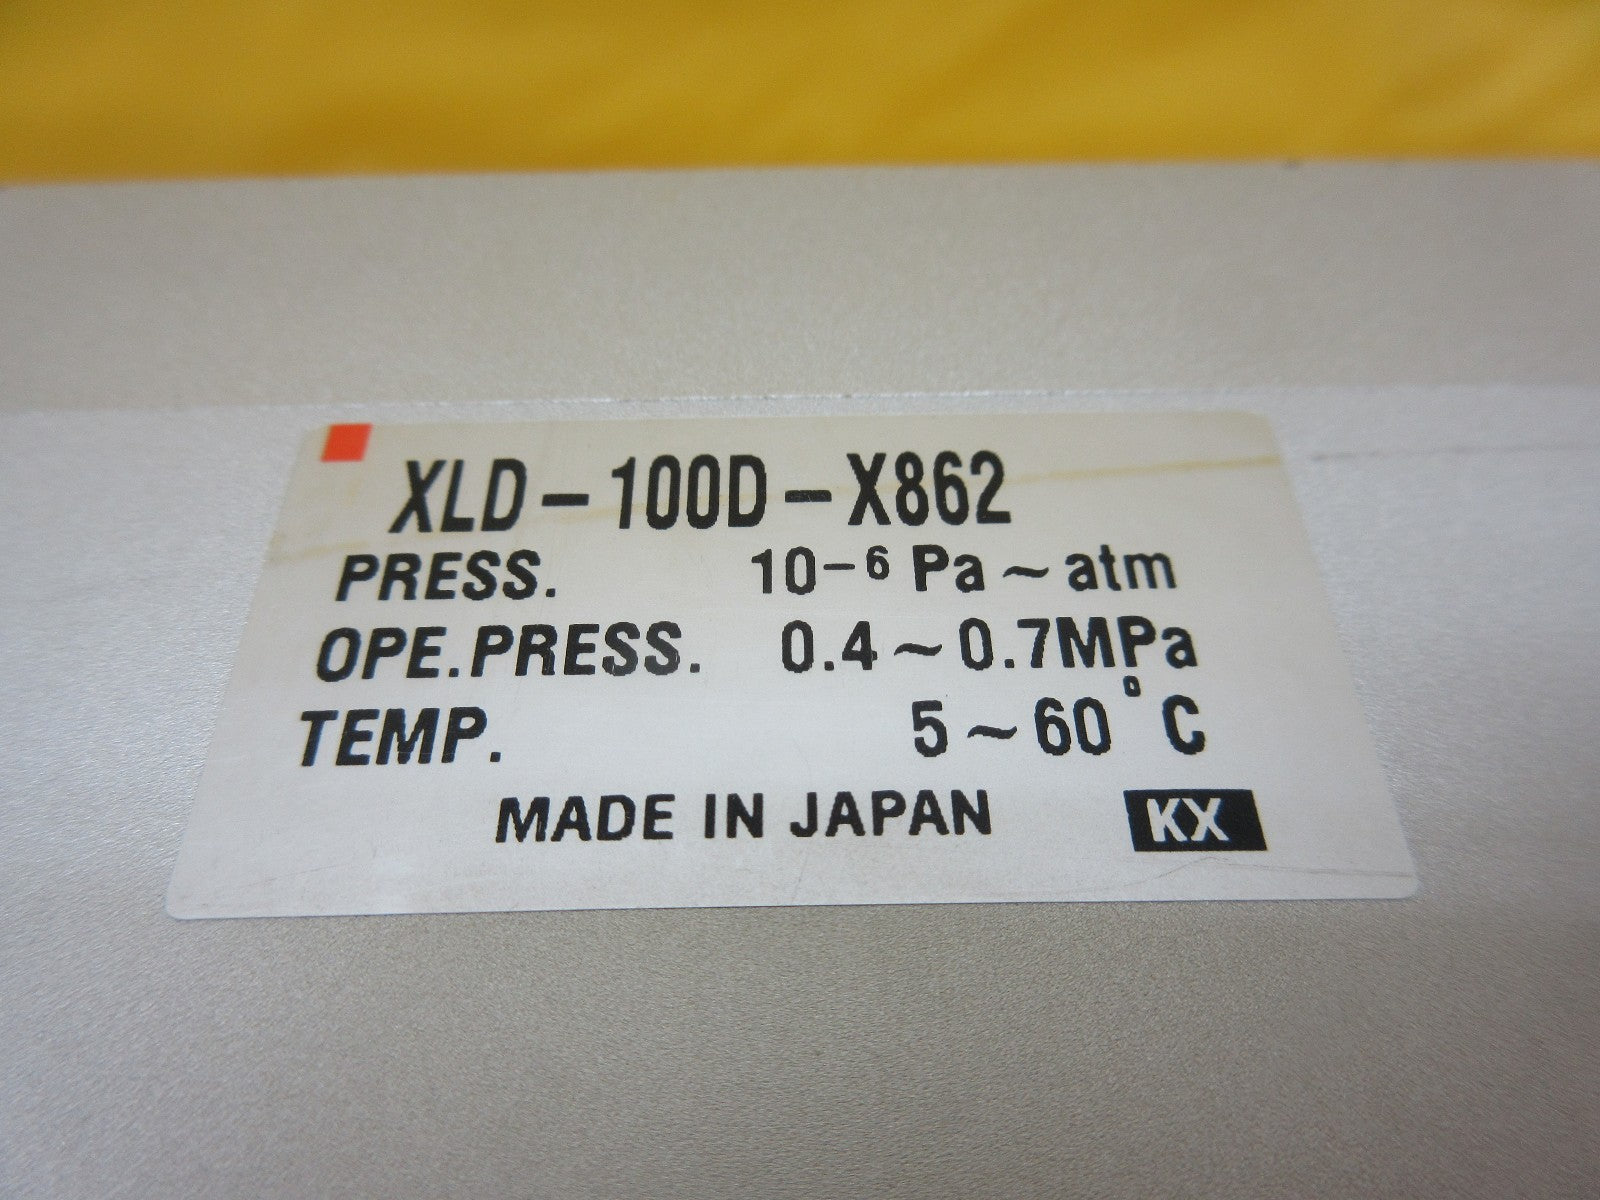 XLD-100D-X862
PRESS. 10⁻⁶ Pa~atm
OPE.PRESS. 0.4~0.7MPa
TEMP. 5~60°C
MADE IN JAPAN KX